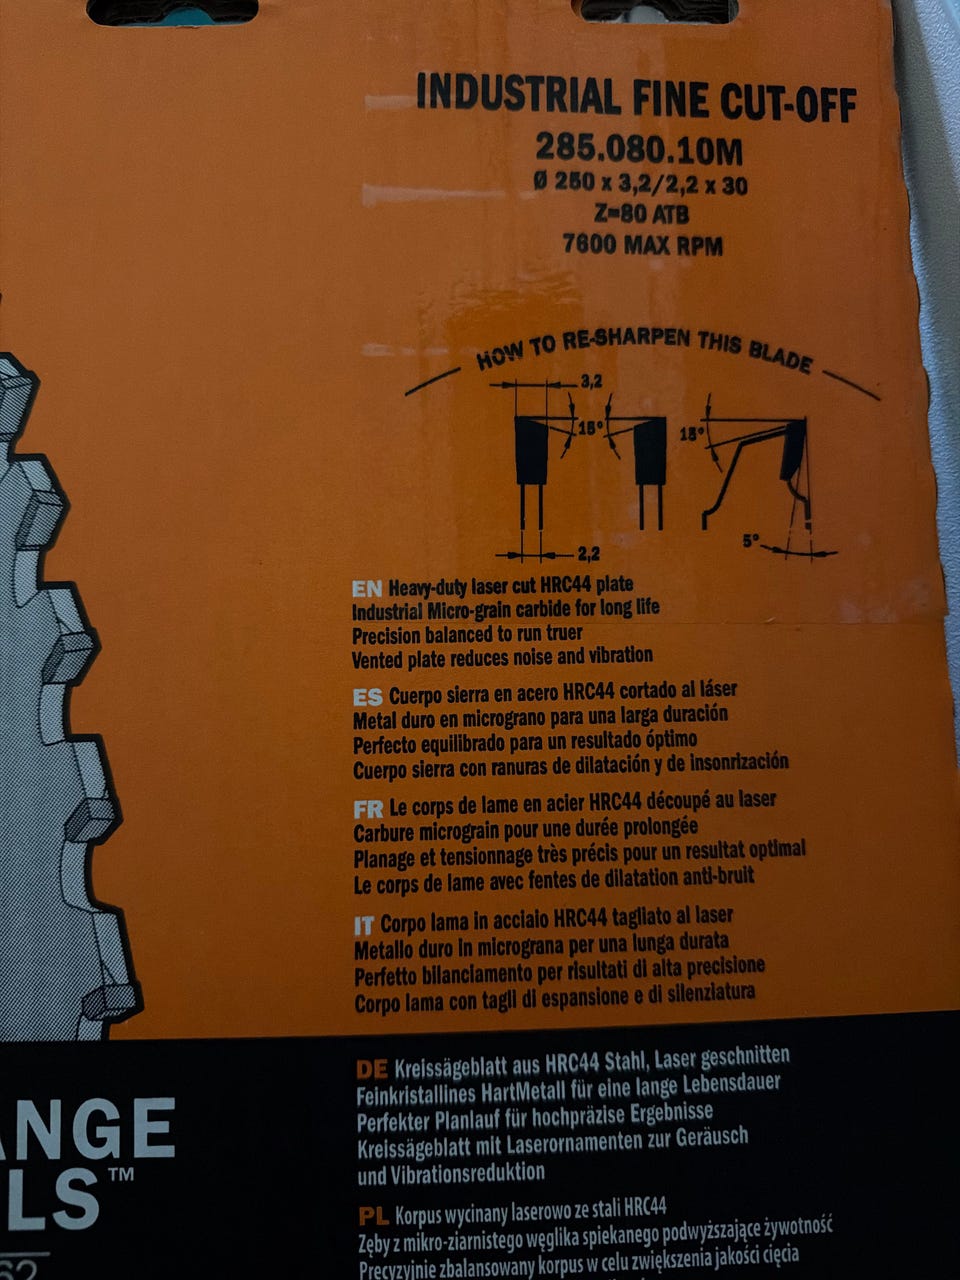 INDUSTRIAL FINE CUT-OFF
285.080.10M
Ø 250 x 3,2/2,2 x 30
Z=80 ATB
7600 MAX RPM
HOW TO RE-SHARPEN THIS BLADE
3,2
15°
15°
5°
2,2
EN Heavy-duty laser cut HRC44 plate
Industrial Micro-grain carbide for long life
Precision balanced to run truer
Vented plate reduces noise and vibration
ES Cuerpo sierra en acero HRC44 cortado al láser
Metal duro en micrograno para una larga duración
Perfecto equilibrado para un resultado óptimo
Cuerpo sierra con ranuras de dilatación y de insonrización
FR Le corps de lame en acier HRC44 découpé au laser
Carbure micrograin pour une durée prolongée
Planage et tensionnage très précis pour un resultat optimal
Le corps de lame avec fentes de dilatation anti-bruit
IT Corpo lama in acciaio HRC44 tagliato al laser
Metallo duro in micrograna per una lunga durata
Perfetto bilanciamento per risultati di alta precisione
Corpo lama con tagli di espansione e di silenziatura
DE Kreissägeblatt aus HRC44 Stahl, Laser geschnitten
Feinkristallines HartMetall für eine lange Lebensdauer
Perfekter Planlauf für hochpräzise Ergebnisse
Kreissägeblatt mit Laserornamenten zur Geräusch
und Vibrationsreduktion
PL Korpus wycinany laserowo ze stali HRC44
Zęby z mikro-ziarnistego węglika spiekanego podwyższające żywotność
Precyzyjnie zbalansowany korpus w celu zwiększenia jakości cięcia
ANGE
LS™
62